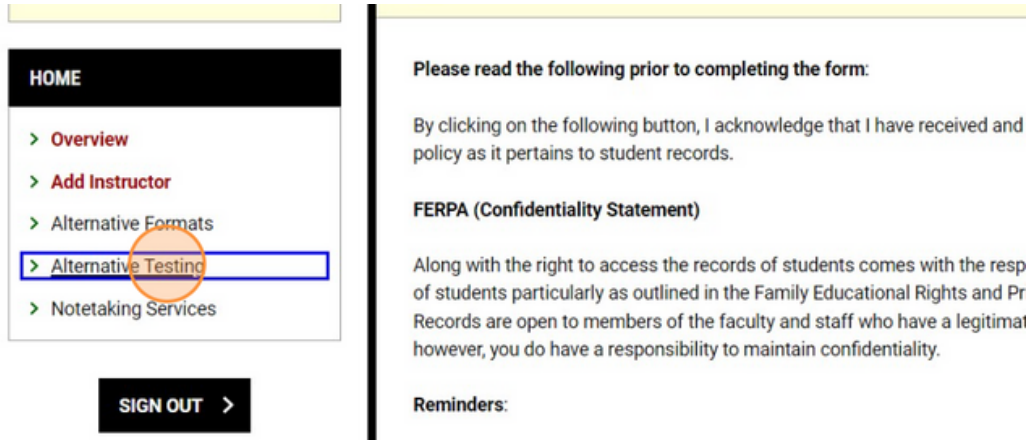 HOME
Overview
Add Instructor
Alternative Formats
Alternative Testing
Notetaking Services
SIGN OUT
Please read the following prior to completing the form:
By clicking on the following button, I acknowledge that I have received and
policy as it pertains to student records.
FERPA (Confidentiality Statement)
Along with the right to access the records of students comes with the resp
of students particularly as outlined in the Family Educational Rights and Pr
Records are open to members of the faculty and staff who have a legitimat
however, you do have a responsibility to maintain confidentiality.
Reminders: